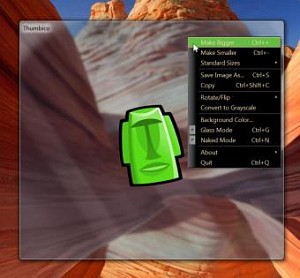 Thumbico
Make Bigger Ctrl++
Make Smaller Ctrl+-
Standard Sizes
Save Image As... Ctrl+S
Copy Ctrl+Shift+C
Rotate/Flip
Convert to Grayscale
Background Color...
Glass Mode Ctrl+G
Naked Mode Ctrl+N
About
Quit Ctrl+Q